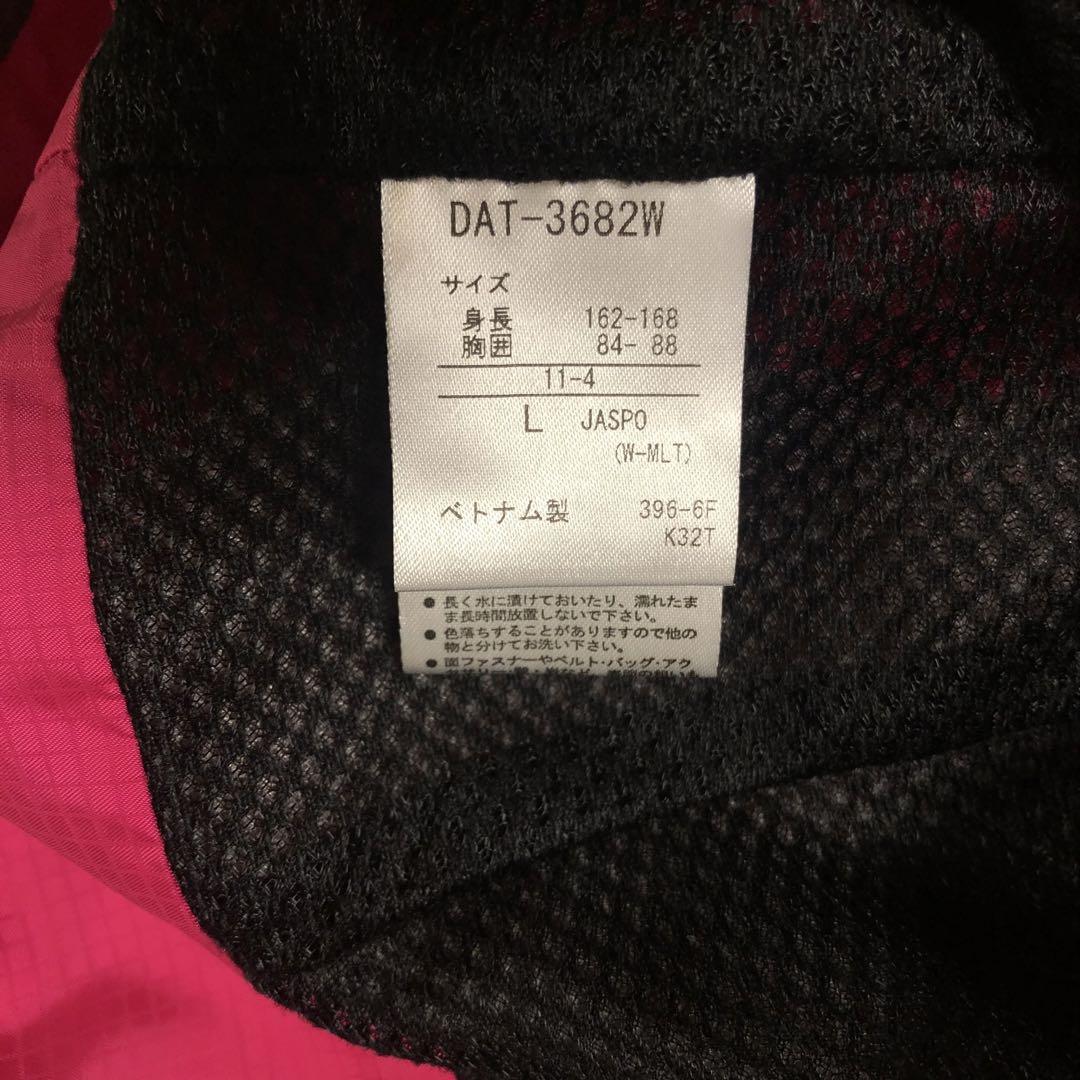 DAT-3682W
サイズ
身長 162-168
胸囲 84- 88
11-4
L JASPO
(W-MLT)
ベトナム製 396-6F
K32T
● 長く水に漬けておいたり、濡れたま
ま長時間放置しないで下さい。
● 色落ちすることがありますので他の
物と分けてお洗い下さい。
● 面ファスナーやベルト・バッグ・アク